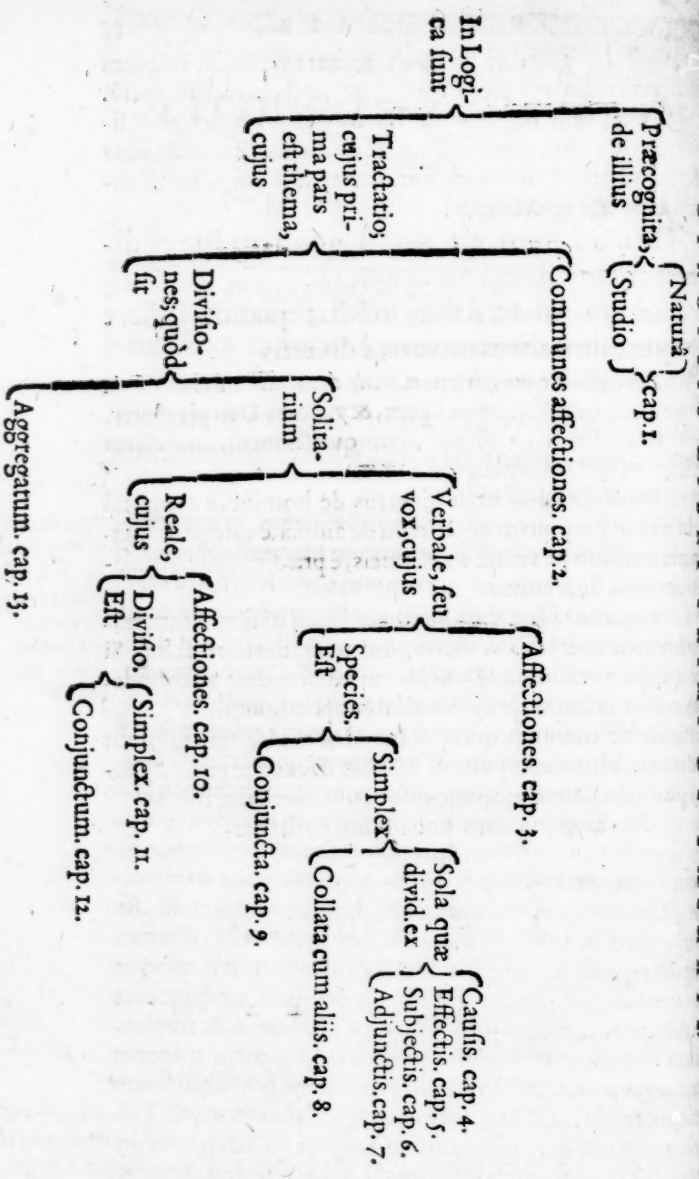 In Logi-
ca ſunt
Præcognita,
de illius
Naturâ
Studio
cap. 1
Tractatio,
cujus pri-
ma pars
eſt thema,
cujus
Communes affectiones. cap. 2.
Diviſio-
nes; quòd
ſit
Solita-
rium
Verbale ſeu
vox, cujus
Affectiones. cap. 3.
Species
Eſt
Simplex
Sola quæ
divid. ex
Cauſis. cap. 4.
Effectis. cap. 5
Subjectis. cap. 6.
Adjunctis. cap. 7.
Collata cum aliis. cap. 8
Conjuncta. cap. 9,
Reale,
cujus
Affectiones. cap 10.
Diviſio,
Eſt
Simplex. cap. 11
Conjunctum. cap. 12.
Aggregatum. cap. 13,